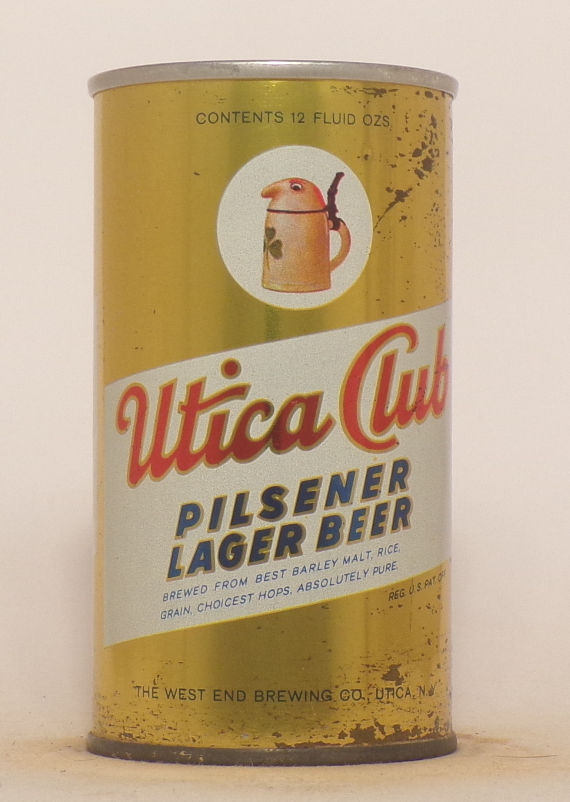 CONTENTS 12 FLUID OZS.
Utica Club
PILSENER
LAGER BEER
BREWED FROM BEST BARLEY MALT, RICE,
GRAIN, CHOICEST HOPS, ABSOLUTELY PURE.
REG. U.S. PAT. OFF.
THE WEST END BREWING CO., UTICA, N.Y.